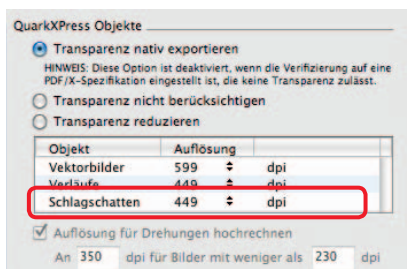 QuarkXPress Objekte
Transparenz nativ exportieren
HINWEIS: Diese Option ist deaktiviert, wenn die Verifizierung auf eine
PDF/X-Spezifikation eingestellt ist, die keine Transparenz zulässt.
Transparenz nicht berücksichtigen
Transparenz reduzieren
Objekt Auflösung
Vektorbilder 599 dpi
Verläufe 449 dpi
Schlagschatten 449 dpi
Auflösung für Drehungen hochrechnen
An 350 dpi für Bilder mit weniger als 230 dpi